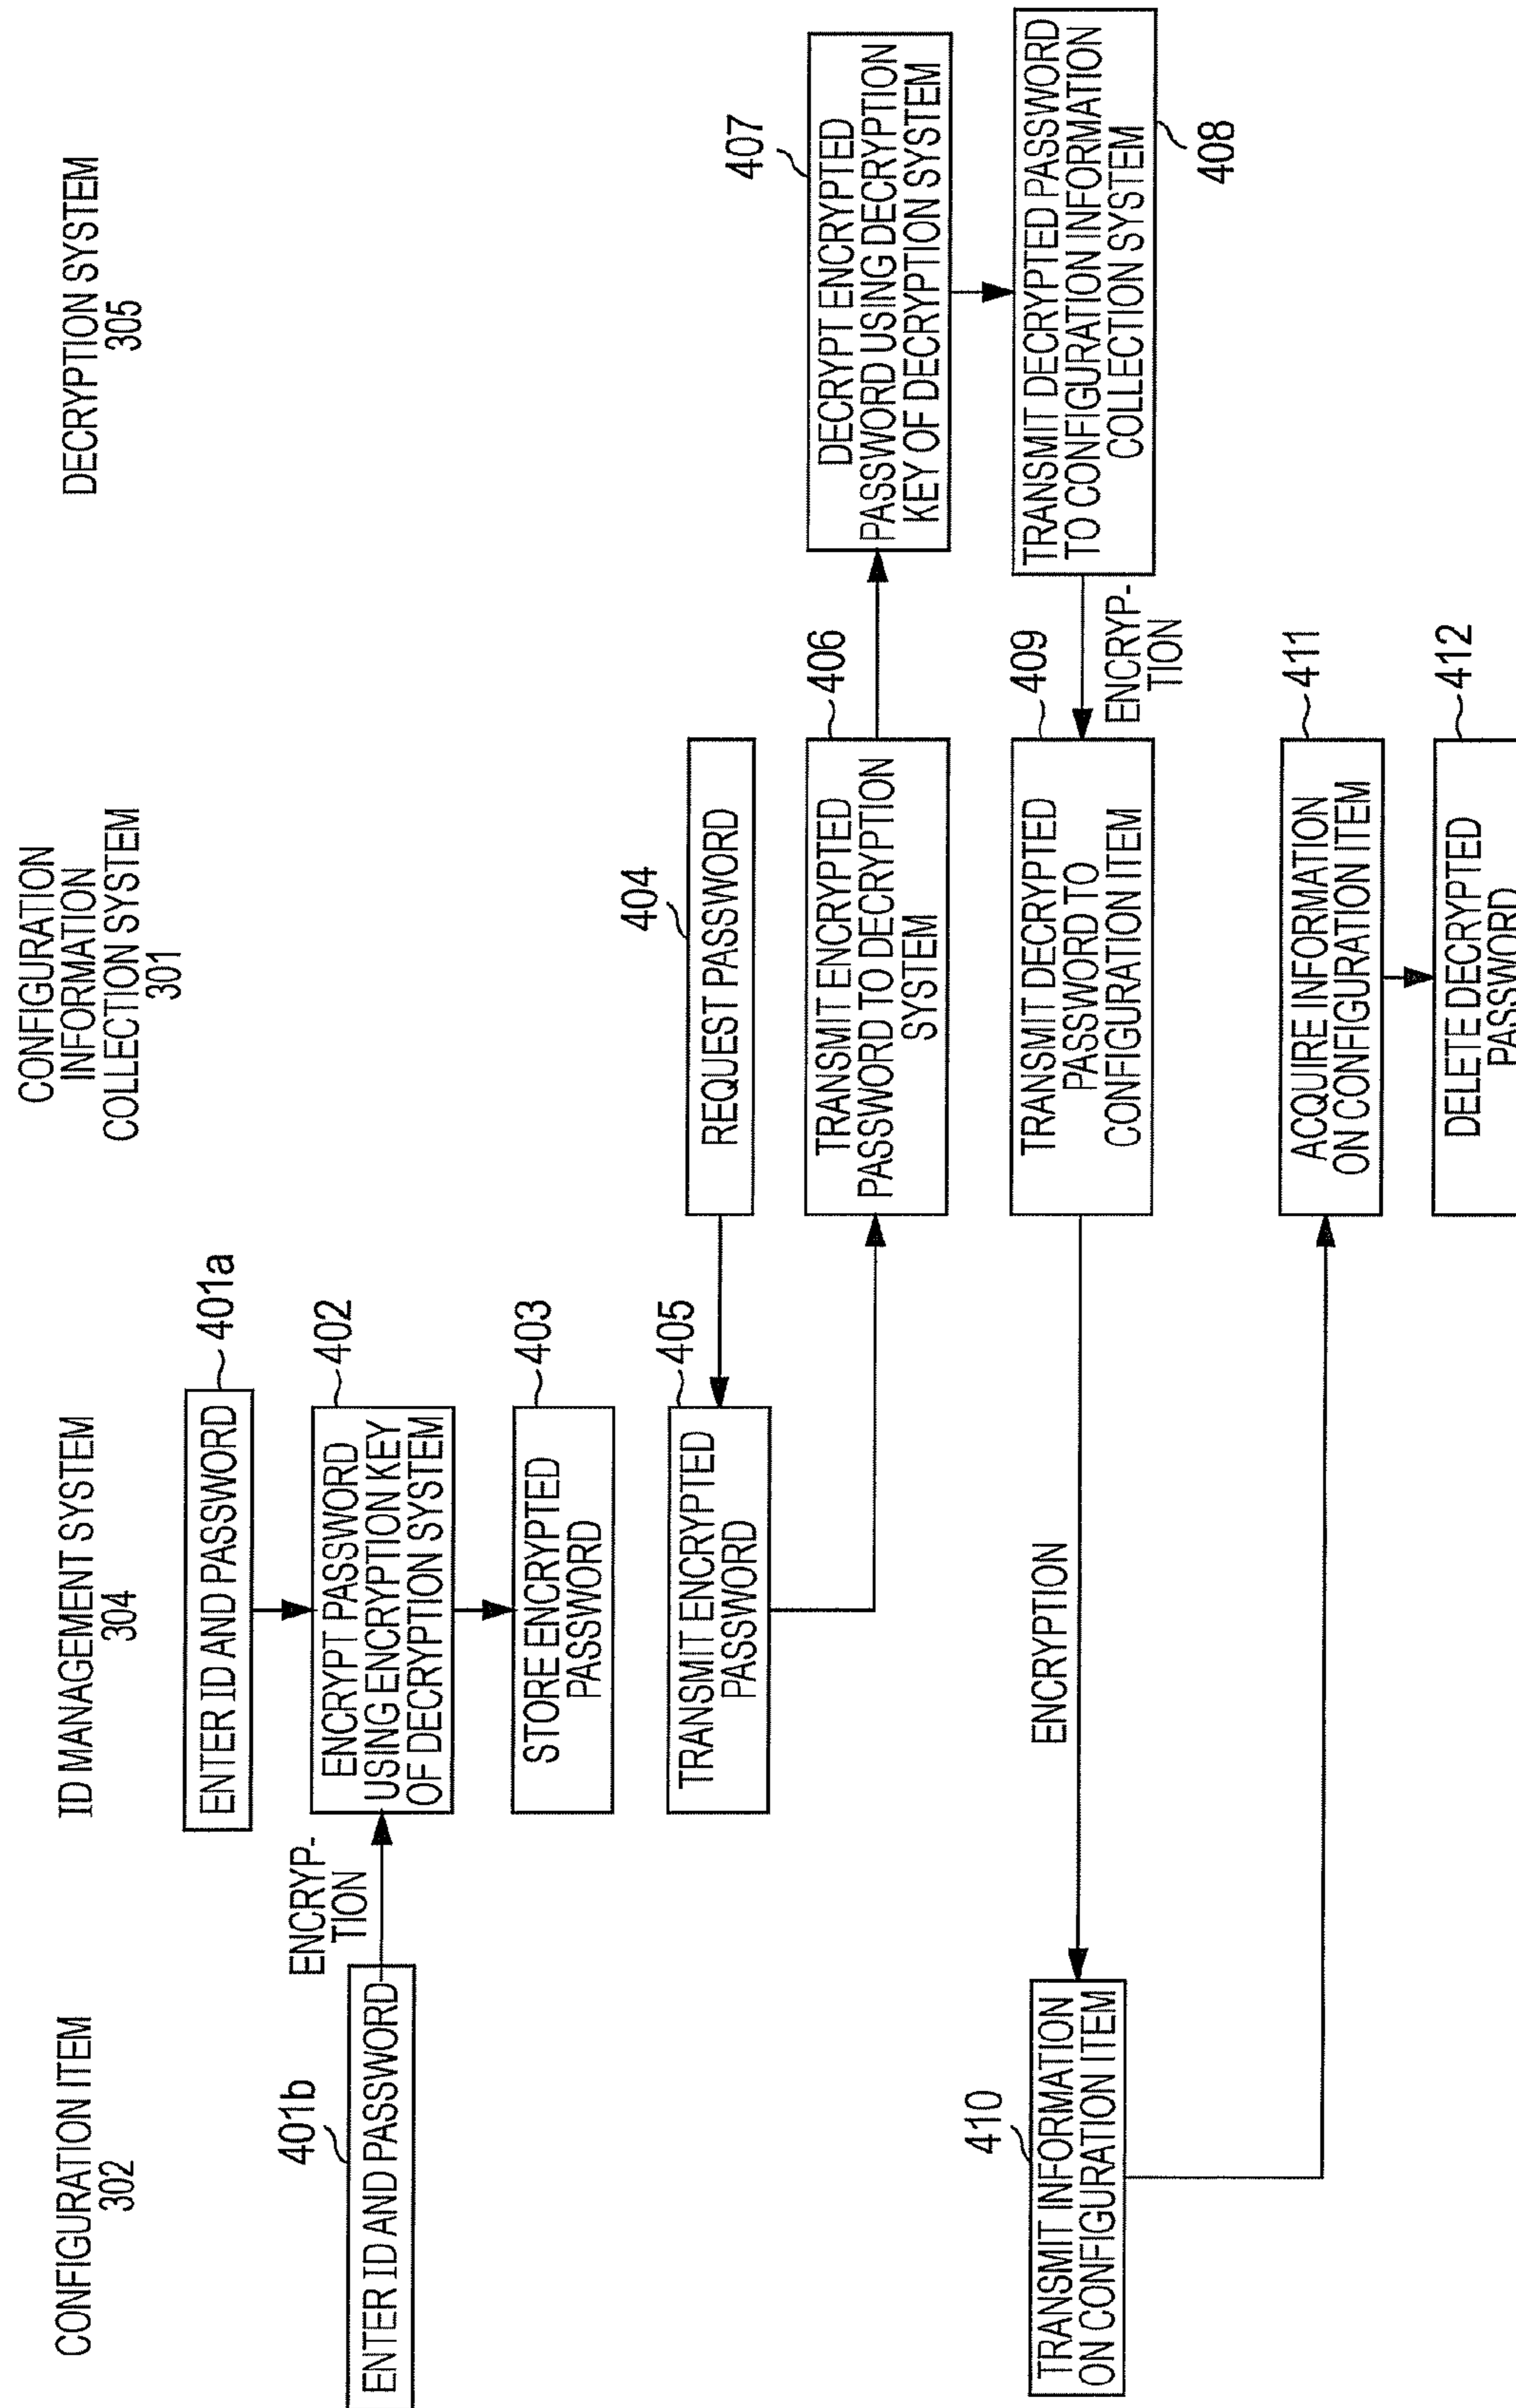 CONFIGURATION ITEM
302
ID MANAGEMENT SYSTEM
304
CONFIGURATION
INFORMATION
COLLECTION SYSTEM
301
DECRYPTION SYSTEM
305
401a
ENTER ID AND PASSWORD
401b
ENTER ID AND PASSWORD
ENCRYP-
TION
402
ENCRYPT PASSWORD
USING ENCRYPTION KEY
OF DECRYPTION SYSTEM
403
STORE ENCRYPTED
PASSWORD
404
REQUEST PASSWORD
405
TRANSMIT ENCRYPTED
PASSWORD
406
TRANSMIT ENCRYPTED
PASSWORD TO DECRYPTION
SYSTEM
407
DECRYPT ENCRYPTED
PASSWORD USING DECRYPTION
KEY OF DECRYPTION SYSTEM
TRANSMIT DECRYPTED PASSWORD
TO CONFIGURATION INFORMATION
COLLECTION SYSTEM
408
ENCRYP-
TION
409
TRANSMIT DECRYPTED
PASSWORD TO
CONFIGURATION ITEM
ENCRYPTION
410
TRANSMIT INFORMATION
ON CONFIGURATION ITEM
411
ACQUIRE INFORMATION
ON CONFIGURATION ITEM
412
DELETE DECRYPTED
PASSWORD